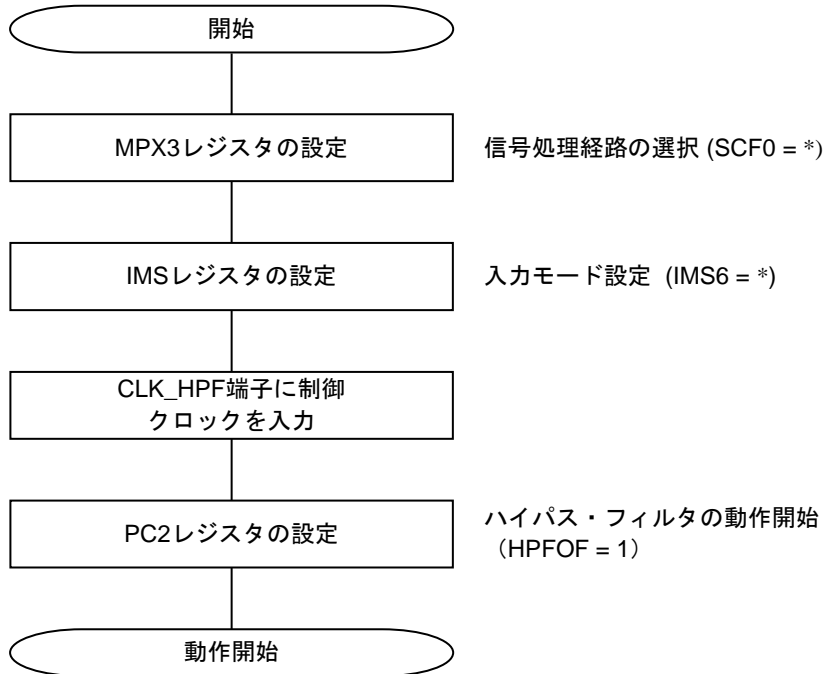 開始
MPX3レジスタの設定
信号処理経路の選択 (SCF0 = *)
IMSレジスタの設定
入力モード設定 (IMS6 = *)
CLK_HPF端子に制御
クロックを入力
PC2レジスタの設定
ハイパス・フィルタの動作開始
（HPFOF = 1）
動作開始